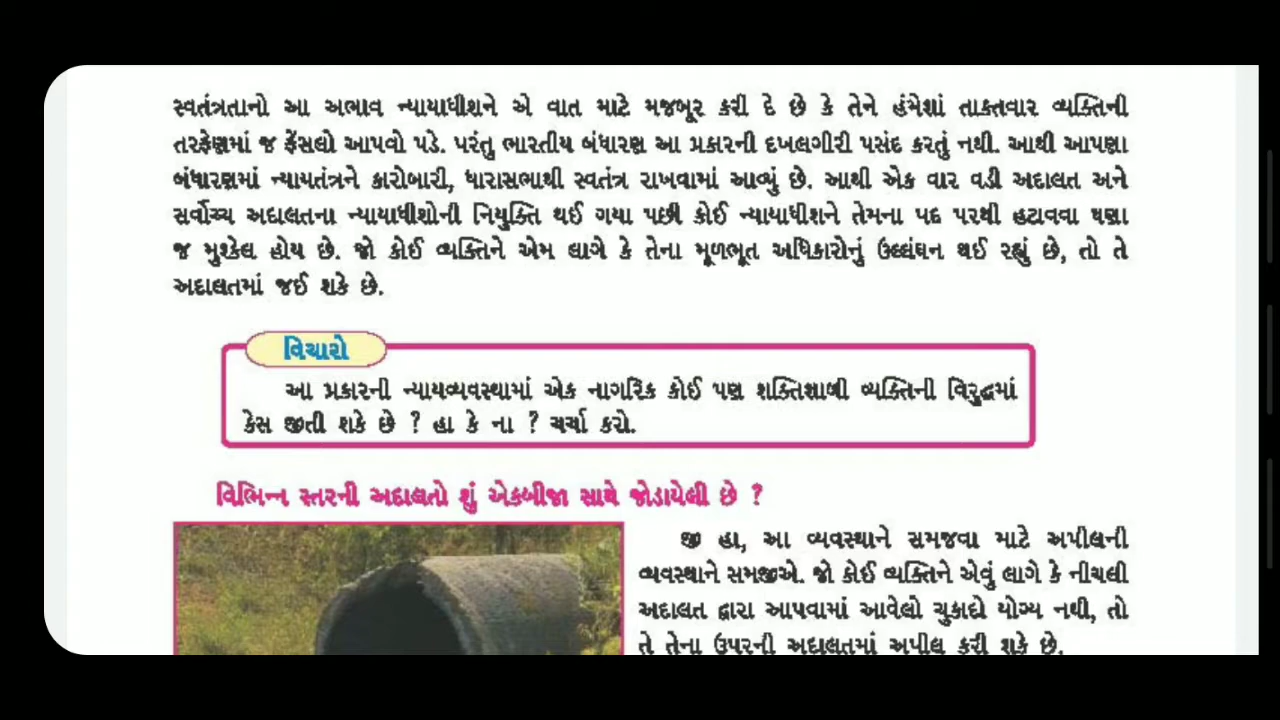 સ્વતંત્રતાનો આ અભાવ ન્યાયાધીશને એ વાત માટે મજબૂર કરી દે છે કે તેને હંમેશાં તાકતવાર વ્યક્તિની
તરફેણમાં જ ફેંસલો આપવો પડે. પરંતુ ભારતીય બંધારણ આ પ્રકારની દખલગીરી પસંદ કરતું નથી. આથી આપણા
બંધારણમાં ન્યાયતંત્રને કારોબારી, ધારાસભાથી સ્વતંત્ર રાખવામાં આવ્યું છે. આથી એક વાર વડી અદાલત અને
સર્વોચ્ચ અદાલતના ન્યાયાધીશોની નિયુક્તિ થઈ ગયા પછી કોઈ ન્યાયાધીશને તેમના પદ પરથી હટાવવા ઘણા
જ મુશ્કેલ હોય છે. જો કોઈ વ્યક્તિને એમ લાગે કે તેના મૂળભૂત અધિકારોનું ઉલ્લંઘન થઈ રહ્યું છે, તો તે
અદાલતમાં જઈ શકે છે.
વિચારો
આ પ્રકારની ન્યાયવ્યવસ્થામાં એક નાગરિક કોઈ પણ શક્તિશાળી વ્યક્તિની વિરુદ્ધમાં
કેસ જીતી શકે છે ? હા કે ના ? ચર્ચા કરો.
વિભિન્ન સ્તરની અદાલતો શું એકબીજા સાથે જોડાયેલી છે ?
જી હા, આ વ્યવસ્થાને સમજવા માટે અપીલની
વ્યવસ્થાને સમજીએ. જો કોઈ વ્યક્તિને એવું લાગે કે નીચલી
અદાલત દ્વારા આપવામાં આવેલો ચુકાદો યોગ્ય નથી, તો
તે તેના ઉપરની અદાલતમાં અપીલ કરી શકે છે.